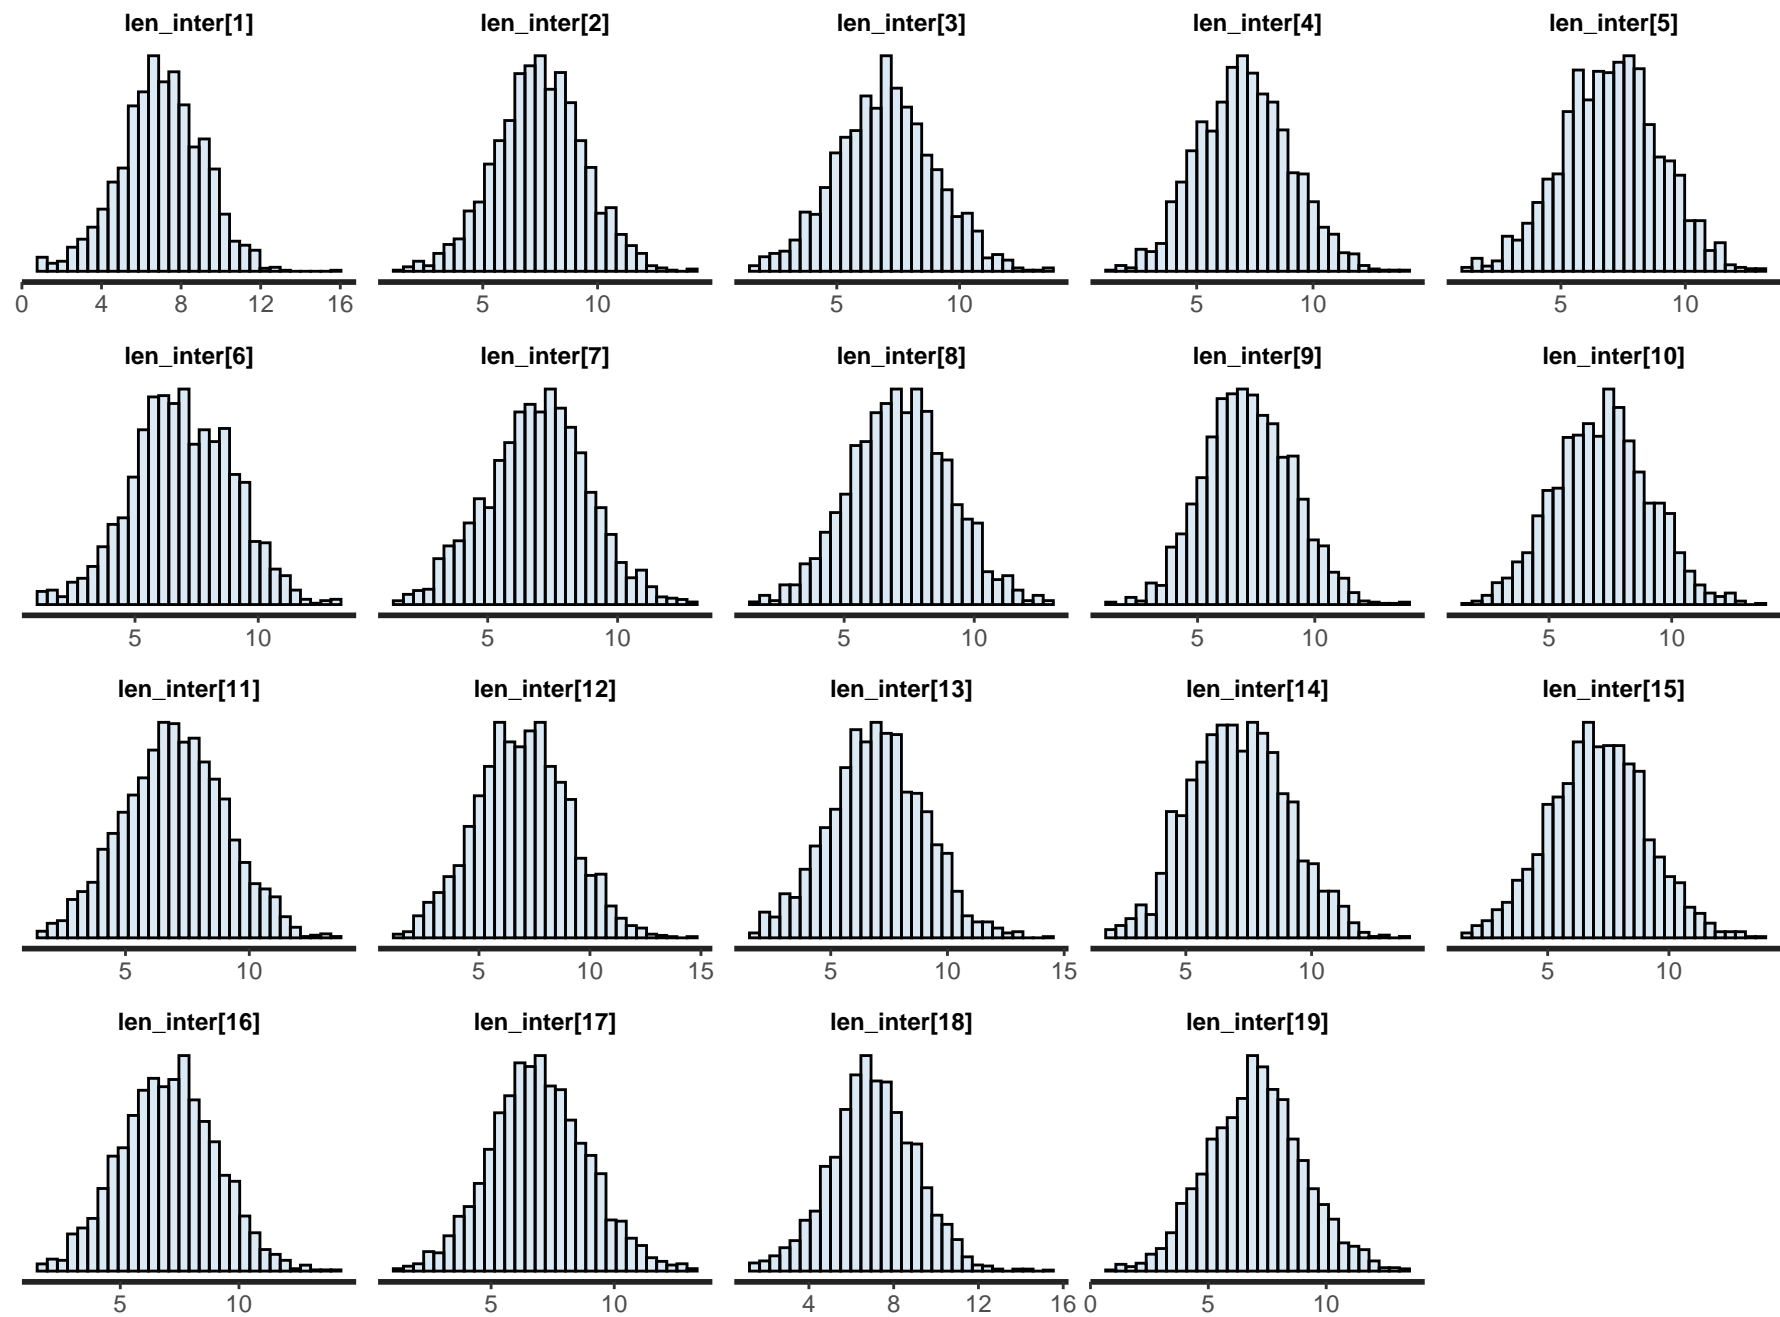 len_inter[1] len_inter[2] len_inter[3] len_inter[4] len_inter[5]
0 4 8 12 16 5 10 5 10 5 10 5 10
len_inter[6] len_inter[7] len_inter[8] len_inter[9] len_inter[10]
5 10 5 10 5 10 5 10 5 10
len_inter[11] len_inter[12] len_inter[13] len_inter[14] len_inter[15]
5 10 5 10 15 5 10 15 5 10 5 10
len_inter[16] len_inter[17] len_inter[18] len_inter[19]
5 10 5 10 4 8 12 16 0 5 10